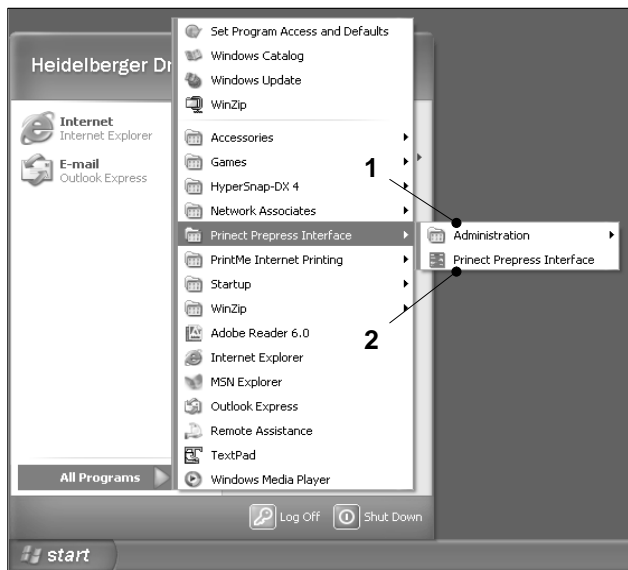 Heidelberger Dr
Internet
Internet Explorer
E-mail
Outlook Express
Set Program Access and Defaults
Windows Catalog
Windows Update
WinZip
Accessories
Games
HyperSnap-DX 4
Network Associates
Prinect Prepress Interface
PrintMe Internet Printing
Startup
WinZip
Adobe Reader 6.0
Internet Explorer
MSN Explorer
Outlook Express
Remote Assistance
TextPad
Windows Media Player
1
Administration
Prinect Prepress Interface
2
All Programs
Log Off
Shut Down
start